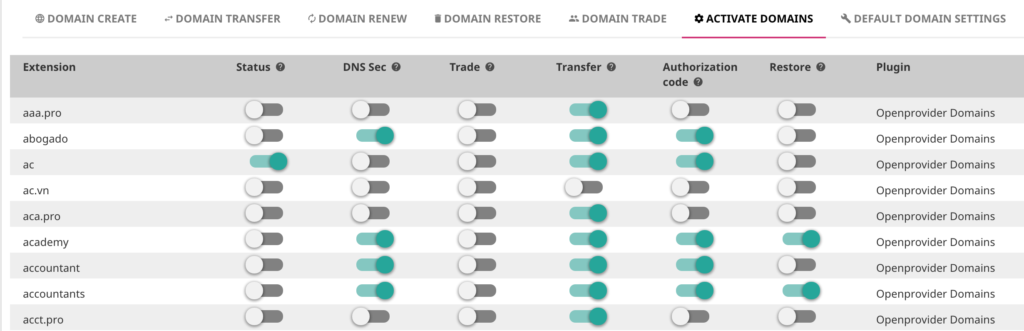 DOMAIN CREATE DOMAIN TRANSFER DOMAIN RENEW DOMAIN RESTORE DOMAIN TRADE ACTIVATE DOMAINS DEFAULT DOMAIN SETTINGS
Extension Status ? DNS Sec ? Trade ? Transfer ? Authorization code ? Restore ? Plugin
aaa.pro Openprovider Domains
abogado Openprovider Domains
ac Openprovider Domains
ac.vn Openprovider Domains
aca.pro Openprovider Domains
academy Openprovider Domains
accountant Openprovider Domains
accountants Openprovider Domains
acct.pro Openprovider Domains